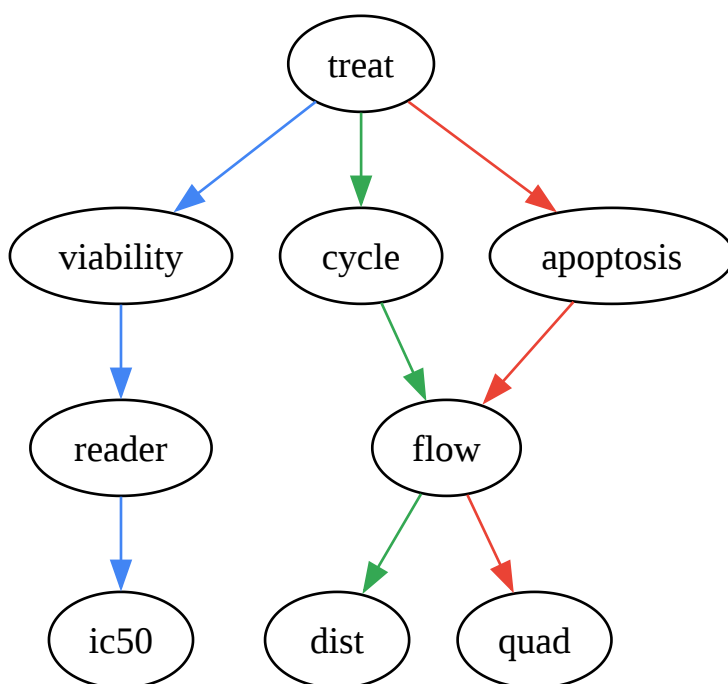 treat
viability
cycle
apoptosis
reader
flow
ic50
dist
quad